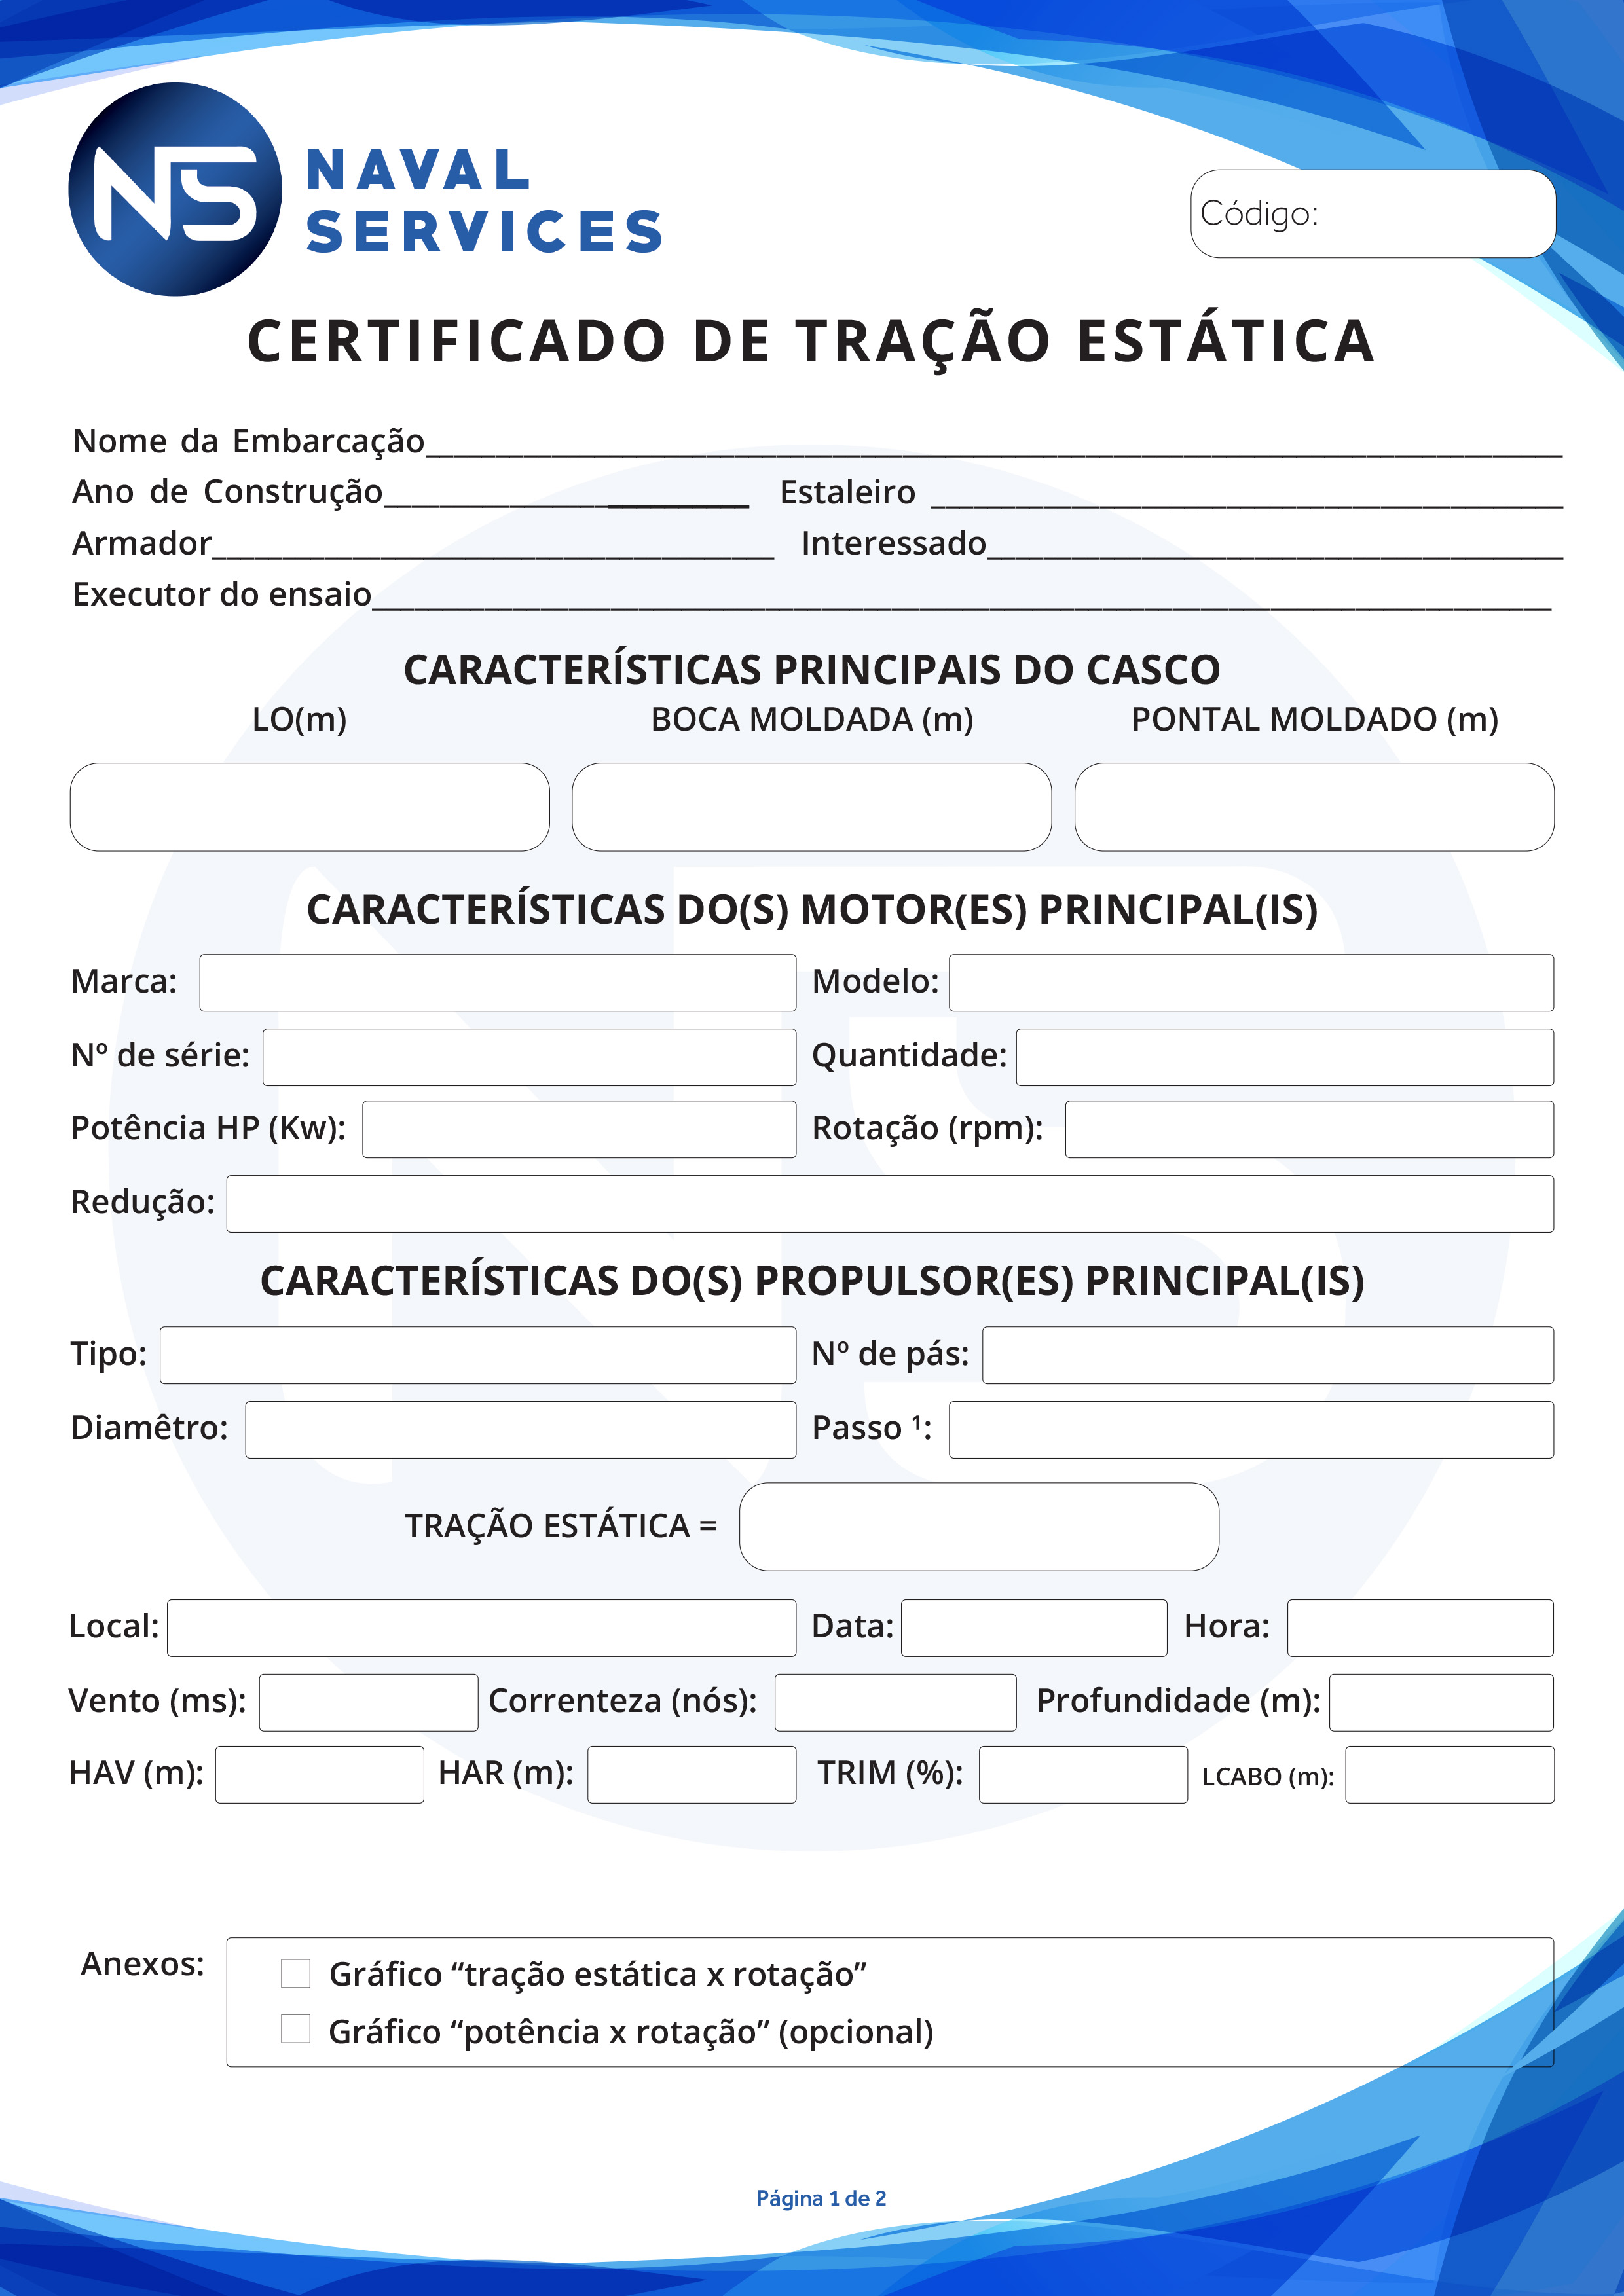 NS
NAVAL
SERVICES
Código:
CERTIFICADO DE TRAÇÃO ESTÁTICA
Nome da Embarcação
Ano de Construção Estaleiro
Armador Interessado
Executor do ensaio
CARACTERÍSTICAS PRINCIPAIS DO CASCO
LO(m) BOCA MOLDADA (m) PONTAL MOLDADO (m)
CARACTERÍSTICAS DO(S) MOTOR(ES) PRINCIPAL(IS)
Marca: Modelo:
Nº de série: Quantidade:
Potência HP (Kw): Rotação (rpm):
Redução:
CARACTERÍSTICAS DO(S) PROPULSOR(ES) PRINCIPAL(IS)
Tipo: Nº de pás:
Diamêtro: Passo ¹:
TRAÇÃO ESTÁTICA =
Local: Data: Hora:
Vento (ms): Correnteza (nós): Profundidade (m):
HAV (m): HAR (m): TRIM (%): LCABO (m):
Anexos:
Gráfico “tração estática x rotação”
Gráfico “potência x rotação” (opcional)
Página 1 de 2